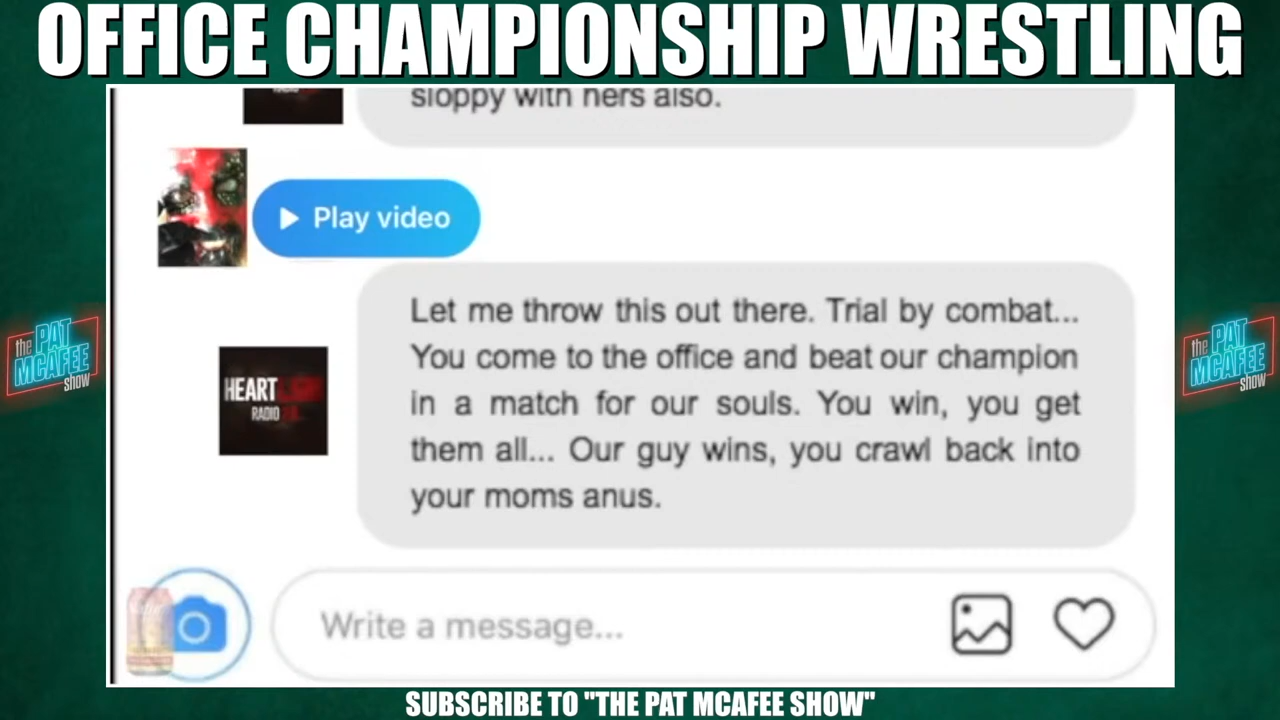 OFFICE CHAMPIONSHIP WRESTLING
sloppy with hers also.
Play video
Let me throw this out there. Trial by combat...
You come to the office and beat our champion
in a match for our souls. You win, you get
them all... Our guy wins, you crawl back into
your moms anus.
HEART
RADIO
the PAT
MCAFEE
show
the PAT
MCAFEE
show
Write a message...
SUBSCRIBE TO "THE PAT MCAFEE SHOW"